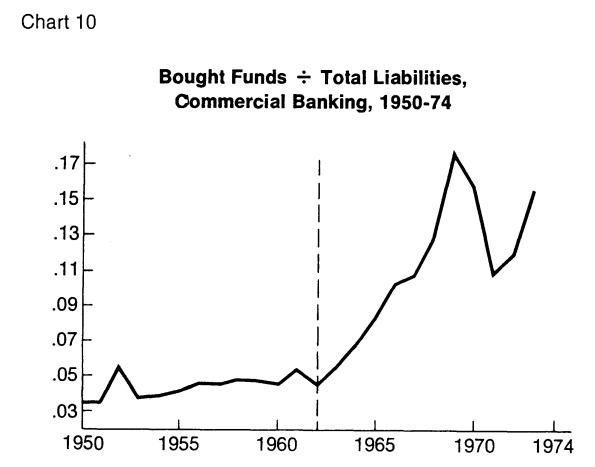 Chart 10
Bought Funds ÷ Total Liabilities,
Commercial Banking, 1950-74
.17
.15
.13
.11
.09
.07
.05
.03
1950 1955 1960 1965 1970 1974